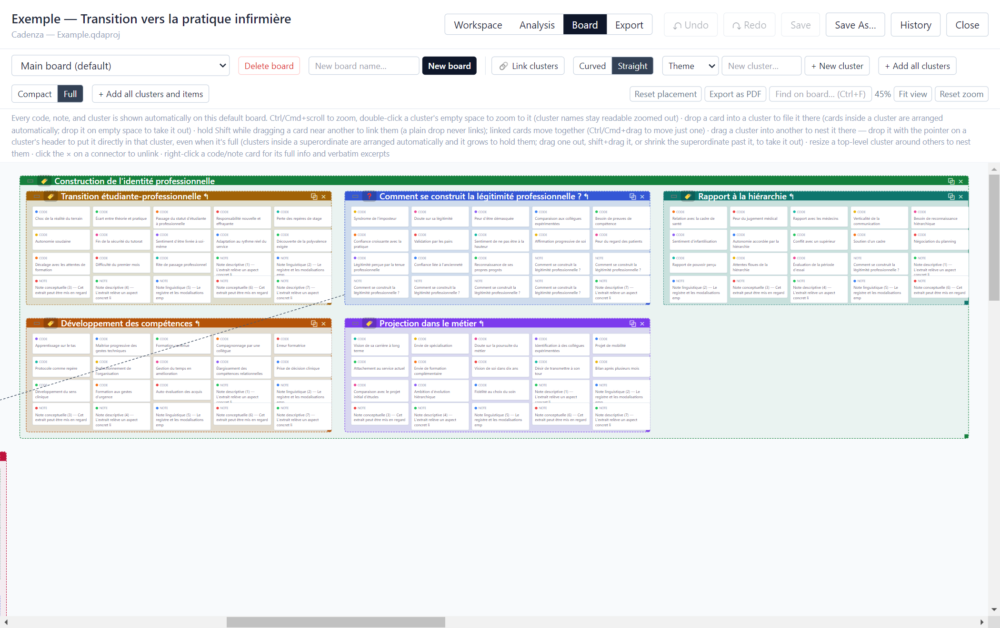 Exemple — Transition vers la pratique infirmière
Cadenza — Example.qdaproj
Workspace Analysis Board Export Undo Redo Save Save As... History Close
Main board (default) Delete board New board name... New board Link clusters Curved Straight Theme New cluster... + New cluster + Add all clusters
Compact Full + Add all clusters and items Reset placement Export as PDF Find on board... (Ctrl+F) 45% Fit view Reset zoom
Every code, note, and cluster is shown automatically on this default board. Ctrl/Cmd+scroll to zoom, double-click a cluster's empty space to zoom to it (cluster names stay readable zoomed out) · drop a card into a cluster to file it there (cards inside a cluster are arranged
automatically; drop it on empty space to take it out) · hold Shift while dragging a card near another to link them (a plain drop never links); linked cards move together (Ctrl/Cmd+drag to move just one) · drag a cluster into another to nest it there — drop it with the pointer on a
cluster's header to put it directly in that cluster, even when it's full (clusters inside a superordinate are arranged automatically and it grows to hold them; drag one out, shift+drag it, or shrink the superordinate past it, to take it out) · resize a top-level cluster around others to nest
them · click the × on a connector to unlink · right-click a code/note card for its full info and verbatim excerpts
Construction de l'identité professionnelle
Transition étudiante-professionnelle ↰
CODE CODE CODE CODE CODE
Choc de la réalité du terrain Écart entre théorie et pratique Passage du statut d'étudiante Responsabilité nouvelle et Perte des repères de stage
à professionnelle effrayante
CODE CODE CODE CODE CODE
Autonomie soudaine Fin de la sécurité du tutorat Sentiment d'être livrée à soi- Adaptation au rythme réel du Découverte de la polyvalence
même service exigée
CODE CODE CODE NOTE NOTE
Décalage avec les attentes de Difficulté du premier mois Rite de passage professionnel Note descriptive (1) — Note linguistique (2) — Le
formation L'extrait relève un aspect registre et les modalisations
concret li emp
NOTE NOTE NOTE NOTE NOTE
Note conceptuelle (3) — Cet Note descriptive (4) — Note linguistique (5) — Le Note conceptuelle (6) — Cet Note descriptive (7) —
extrait peut être mis en regard L'extrait relève un aspect registre et les modalisations extrait peut être mis en regard L'extrait relève un aspect
concret li emp concret li
Comment se construit la légitimité professionnelle ? ↰
CODE CODE CODE CODE CODE
Syndrome de l'imposteur Doute sur sa légitimité Peur d'être démasquée Comparaison aux collègues Besoin de preuves de
expérimentées compétence
CODE CODE CODE CODE CODE
Confiance croissante avec la Validation par les pairs Sentiment de ne pas être à la Affirmation progressive de soi Peur du regard des patients
pratique hauteur
CODE CODE CODE NOTE NOTE
Légitimité perçue par la tenue Confiance liée à l'ancienneté Reconnaissance de ses Comment se construit la Comment se construit la
professionnelle propres progrès légitimité professionnelle ? légitimité professionnelle ?
NOTE NOTE NOTE NOTE NOTE
Comment se construit la Comment se construit la Comment se construit la Comment se construit la Note descriptive (7) —
légitimité professionnelle ? légitimité professionnelle ? légitimité professionnelle ? légitimité professionnelle ? L'extrait relève un aspect
concret li
Rapport à la hiérarchie ↰
CODE CODE CODE CODE CODE
Relation avec la cadre de Peur du jugement médical Rapport avec les médecins Verticalité de la Besoin de reconnaissance
santé communication hiérarchique
CODE CODE CODE CODE CODE
Sentiment d'infantilisation Autonomie accordée par la Conflit avec un supérieur Soutien d'un cadre Négociation du planning
hiérarchie
CODE CODE CODE NOTE NOTE
Rapport de pouvoir perçu Attentes floues de la Évaluation de la période Comment se construit la Note descriptive (1) —
hiérarchie d'essai légitimité professionnelle ? L'extrait relève un aspect
concret li
NOTE NOTE NOTE NOTE NOTE
Note linguistique (2) — Le Note conceptuelle (3) — Cet Note descriptive (4) — Note linguistique (5) — Le Note conceptuelle (6) — Cet
registre et les modalisations extrait peut être mis en regard L'extrait relève un aspect registre et les modalisations extrait peut être mis en regard
emp concret li emp
Développement des compétences ↰
CODE CODE CODE CODE CODE
Apprentissage sur le tas Maîtrise progressive des Formation continue Compagnonnage par une Erreur formatrice
gestes techniques collègue
CODE CODE CODE CODE CODE
Protocole comme repère Perfectionnement de Gestion du temps en Élargissement des Prise de décision clinique
l'organisation amélioration compétences relationnelles
CODE CODE CODE NOTE NOTE
Développement du sens Formation aux gestes Auto-évaluation des acquis Note descriptive (1) — Note linguistique (2) — Le
clinique d'urgence L'extrait relève un aspect registre et les modalisations
concret li emp
NOTE NOTE NOTE NOTE NOTE
Note conceptuelle (3) — Cet Note descriptive (4) — Note linguistique (5) — Le Note conceptuelle (6) — Cet Note descriptive (7) —
extrait peut être mis en regard L'extrait relève un aspect registre et les modalisations extrait peut être mis en regard L'extrait relève un aspect
concret li emp concret li
Projection dans le métier ↰
CODE CODE CODE CODE CODE
Vision de sa carrière à long Envie de spécialisation Doute sur la poursuite du Identification à des collègues Projet de mobilité
terme métier expérimentées
CODE CODE CODE CODE CODE
Attachement au service actuel Envie de formation Vision de soi dans dix ans Désir de transmettre à son Bilan après plusieurs mois
complémentaire tour
CODE CODE CODE NOTE NOTE
Comparaison avec le projet Ambition d'évolution Fidélité au choix du soin Note descriptive (1) — Note linguistique (2) — Le
initial d'études hiérarchique L'extrait relève un aspect registre et les modalisations
concret li emp
NOTE NOTE NOTE NOTE NOTE
Note conceptuelle (3) — Cet Note descriptive (4) — Note linguistique (5) — Le Note conceptuelle (6) — Cet Note descriptive (7) —
extrait peut être mis en regard L'extrait relève un aspect registre et les modalisations extrait peut être mis en regard L'extrait relève un aspect
concret li emp concret li